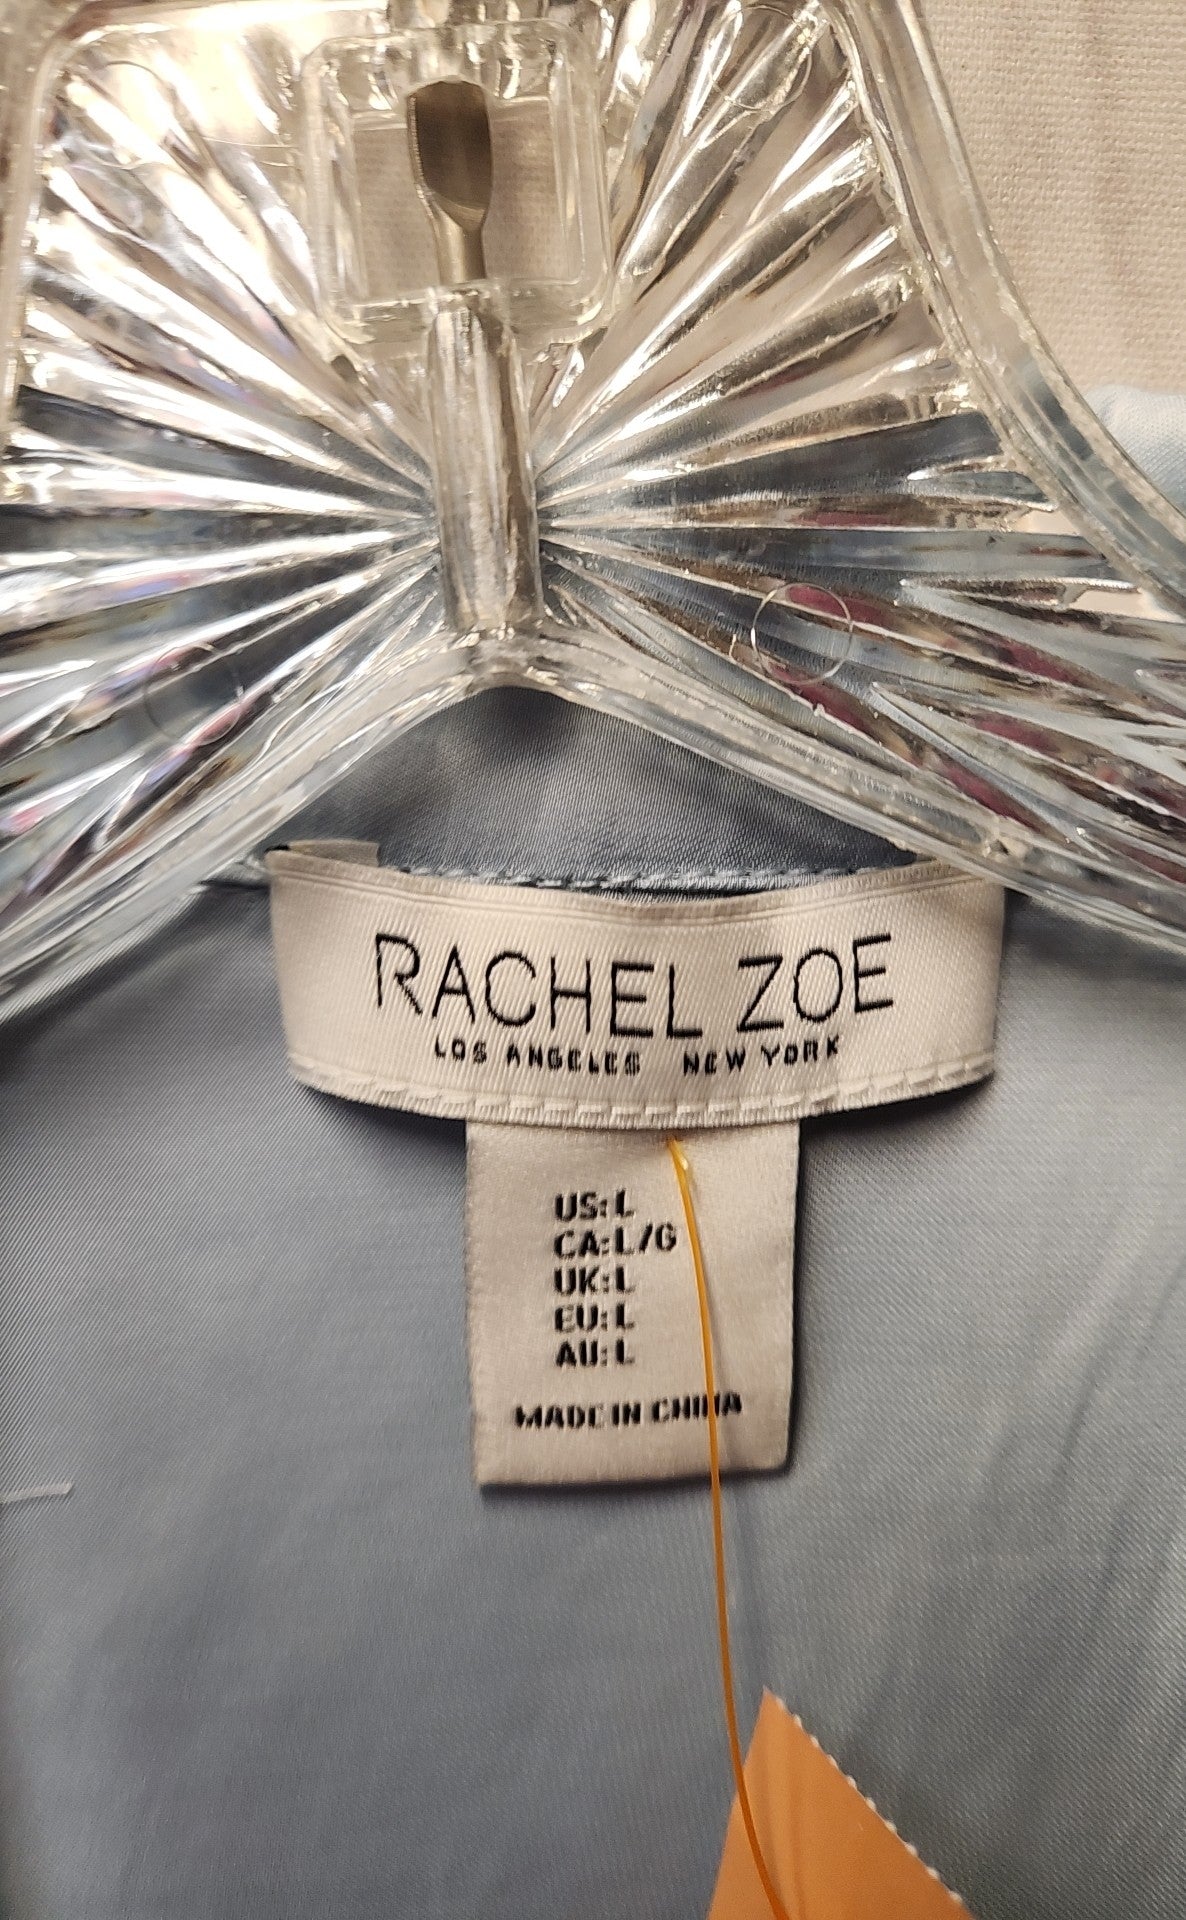 RACHEL ZOE
LOS ANGELES NEW YORK
US: L
CA: L/G
UK: L
EU: L
AU: L
MADE IN CHINA